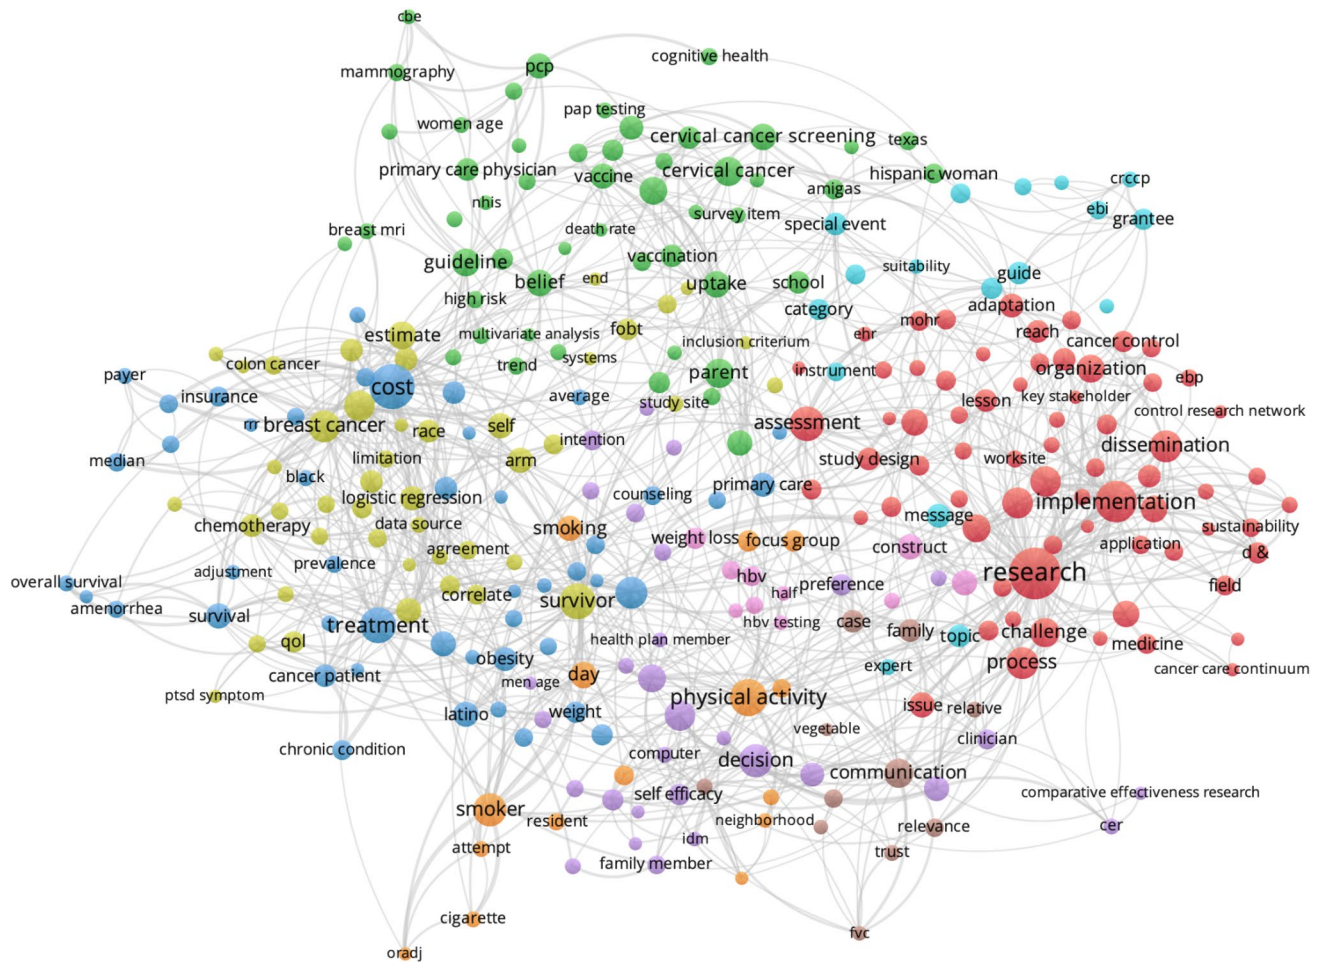 cbe
cognitive health
pcp
mammography
pap testing
women age
cervical cancer screening
texas
primary care physician
vaccine
cervical cancer
hispanic woman
crccp
amigas
nhis
ebi
survey item
grantee
special event
breast mri
death rate
vaccination
guideline
suitability
guide
belief
end
uptake
school
high risk
category
adaptation
mohr
reach
estimate
multivariate analysis
fobt
ehr
cancer control
inclusion criterium
colon cancer
trend
systems
organization
payer
parent
instrument
ebp
cost
insurance
average
study site
lesson
key stakeholder
control research network
rrr
breast cancer
race
self
assessment
intention
dissemination
median
limitation
arm
study design
worksite
black
primary care
logistic regression
counseling
implementation
chemotherapy
data source
smoking
message
sustainability
weight loss
focus group
construct
application
agreement
d &
prevalence
adjustment
hbv
research
overall survival
preference
field
correlate
survivor
half
amenorrhea
survival
treatment
hbv testing
case
family
topic
challenge
qol
health plan member
medicine
obesity
expert
process
cancer care continuum
cancer patient
day
men age
ptsd symptom
physical activity
issue
relative
latino
weight
vegetable
clinician
chronic condition
computer
decision
communication
self efficacy
comparative effectiveness research
smoker
resident
neighborhood
relevance
cer
idm
attempt
trust
family member
cigarette
fvc
oradj